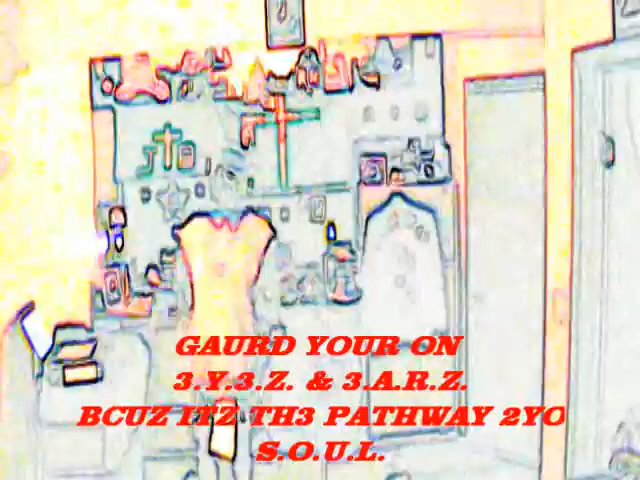 GAURD YOUR ON
3.Y.3.Z. & 3.A.R.Z.
BCUZ ITZ TH3 PATHWAY 2YO
S.O.U.L.